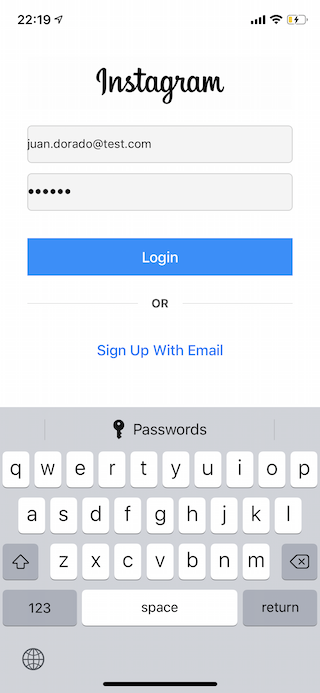 22:19
Instagram
juan.dorado@test.com
••••••
Login
OR
Sign Up With Email
Passwords
q w e r t y u i o p
a s d f g h j k l
z x c v b n m
123 space return